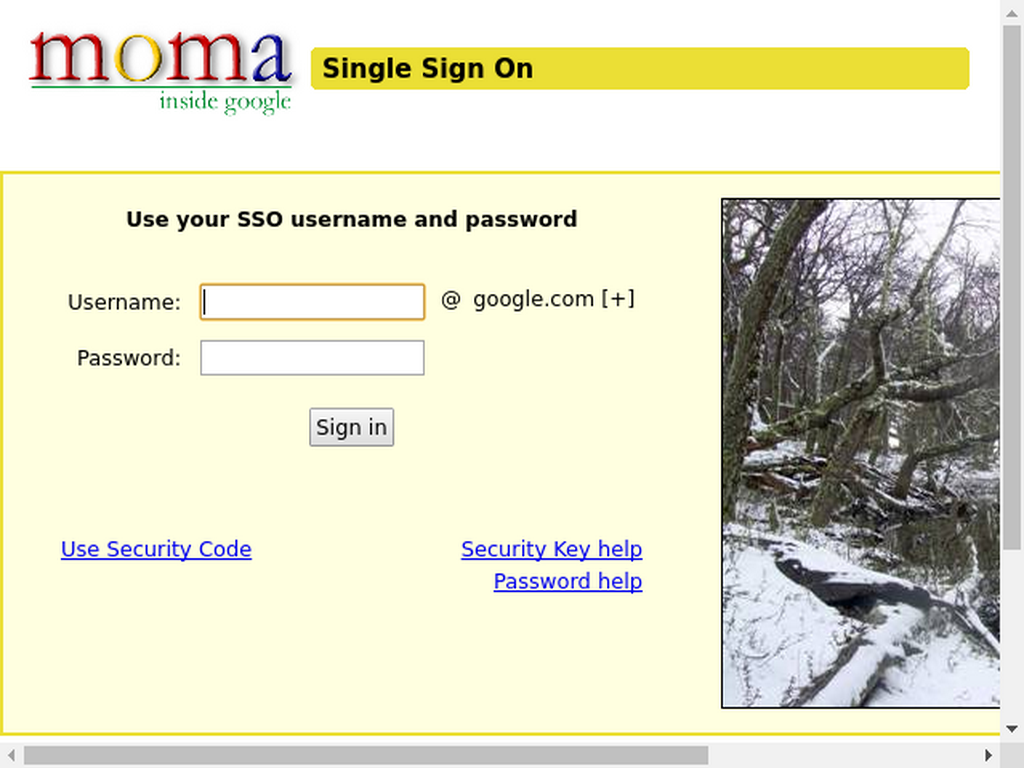 moma
inside google
Single Sign On
Use your SSO username and password
Username: @ google.com [+]
Password:
Sign in
Use Security Code
Security Key help
Password help